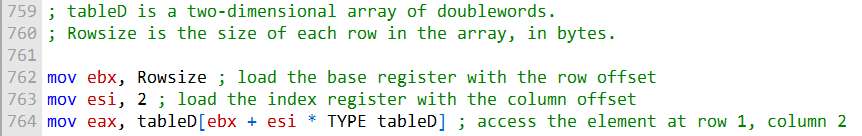 759 ; tableD is a two-dimensional array of doublewords.
760 ; Rowsize is the size of each row in the array, in bytes.
761
762 mov ebx, Rowsize ; load the base register with the row offset
763 mov esi, 2 ; load the index register with the column offset
764 mov eax, tableD[ebx + esi * TYPE tableD] ; access the element at row 1, column 2